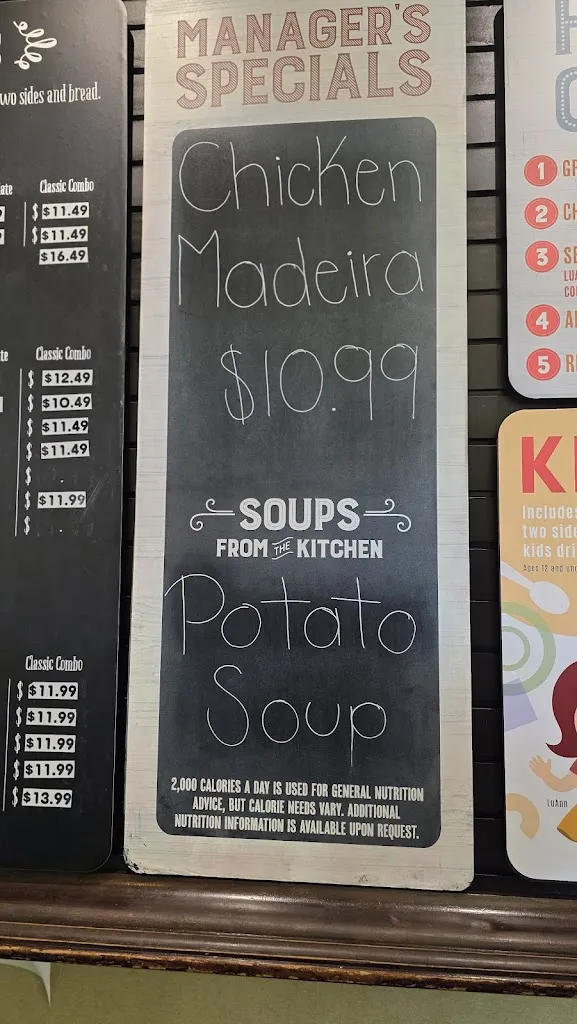 two sides and bread.
Classic Combo
$ $11.49
$ $11.49
$16.49
Classic Combo
$ $12.49
$ $10.49
$ $11.49
$ $11.49
$ .
$ $11.99
$ .
Classic Combo
$ $11.99
$ $11.99
$ $11.99
$ $11.99
$ $13.99
MANAGER'S
SPECIALS
Chicken
Madeira
$10.99
SOUPS
FROM THE KITCHEN
Potato
Soup
2,000 CALORIES A DAY IS USED FOR GENERAL NUTRITION
ADVICE, BUT CALORIE NEEDS VARY. ADDITIONAL
NUTRITION INFORMATION IS AVAILABLE UPON REQUEST.
1
2
3
4
5
Includes
two side
kids dri
Ages 12 and
LuAnn